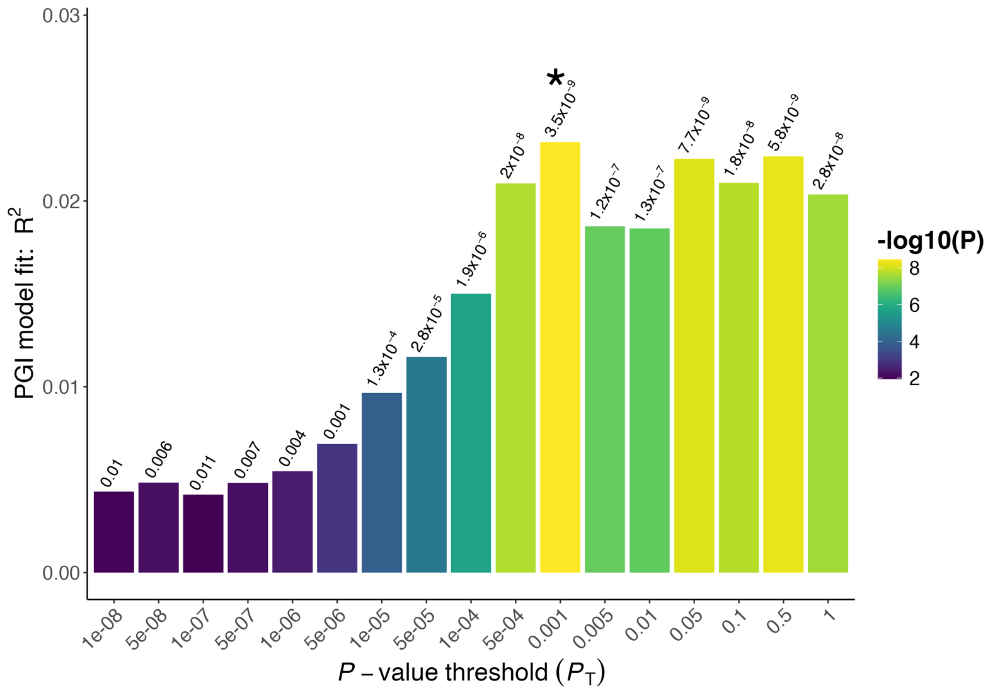 0.03
0.02
0.01
0.00
PGI model fit: R²
*
0.01
0.006
0.011
0.007
0.004
0.001
1.3x10⁻⁴
2.8x10⁻⁵
1.9x10⁻⁶
2x10⁻⁸
3.5x10⁻⁹
1.2x10⁻⁷
1.3x10⁻⁷
7.7x10⁻⁹
1.8x10⁻⁸
5.8x10⁻⁹
2.8x10⁻⁸
1e-08
5e-08
1e-07
5e-07
1e-06
5e-06
1e-05
5e-05
1e-04
5e-04
0.001
0.005
0.01
0.05
0.1
0.5
1
P – value threshold (P_T)
-log10(P)
8
6
4
2